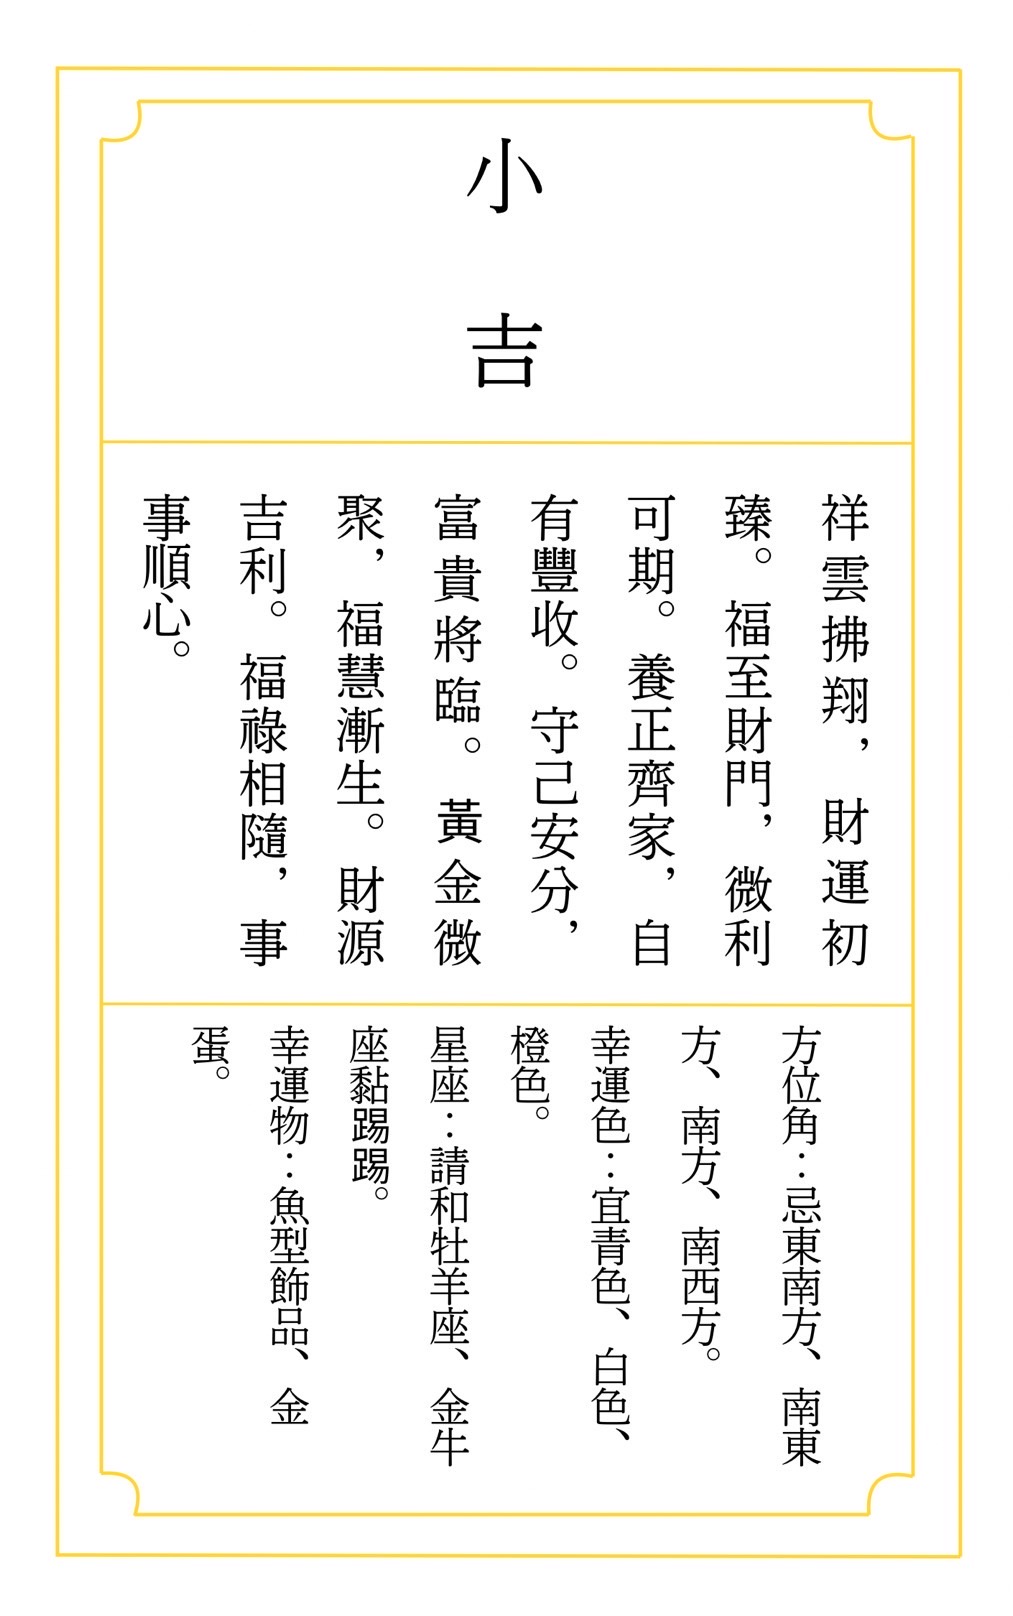 小吉
祥雲拂翔，財運初
臻。福至財門，微利
可期。養正齊家，自
有豐收。守己安分，
富貴將臨。黃金微
聚，福慧漸生。財源
吉利。福祿相隨，事
事順心。
方位角：忌東南方、南東
方、南方、南西方。
幸運色：宜青色、白色、
橙色。
星座：請和牡羊座、金牛
座黏踢踢。
幸運物：魚型飾品、金
蛋。